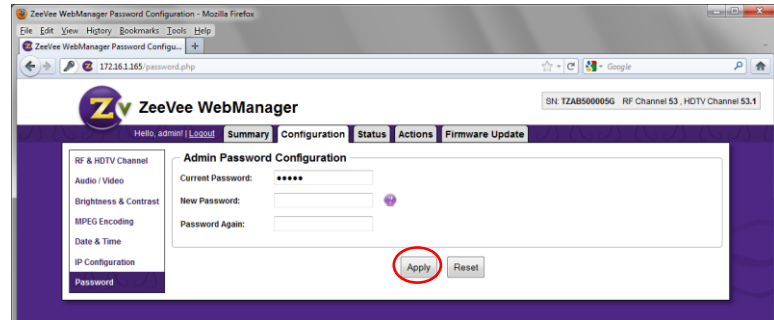 ZeeVee WebManager Password Configuration - Mozilla Firefox
File Edit View History Bookmarks Tools Help
ZeeVee WebManager Password Configu... +
172.16.1.165/password.php
Google
Zv ZeeVee WebManager
SN: TZAB500005G RF Channel 53 , HDTV Channel 53.1
Hello, admin! | Logout Summary Configuration Status Actions Firmware Update
RF & HDTV Channel
Audio / Video
Brightness & Contrast
MPEG Encoding
Date & Time
IP Configuration
Password
Admin Password Configuration
Current Password: •••••
New Password: ?
Password Again:
Apply Reset